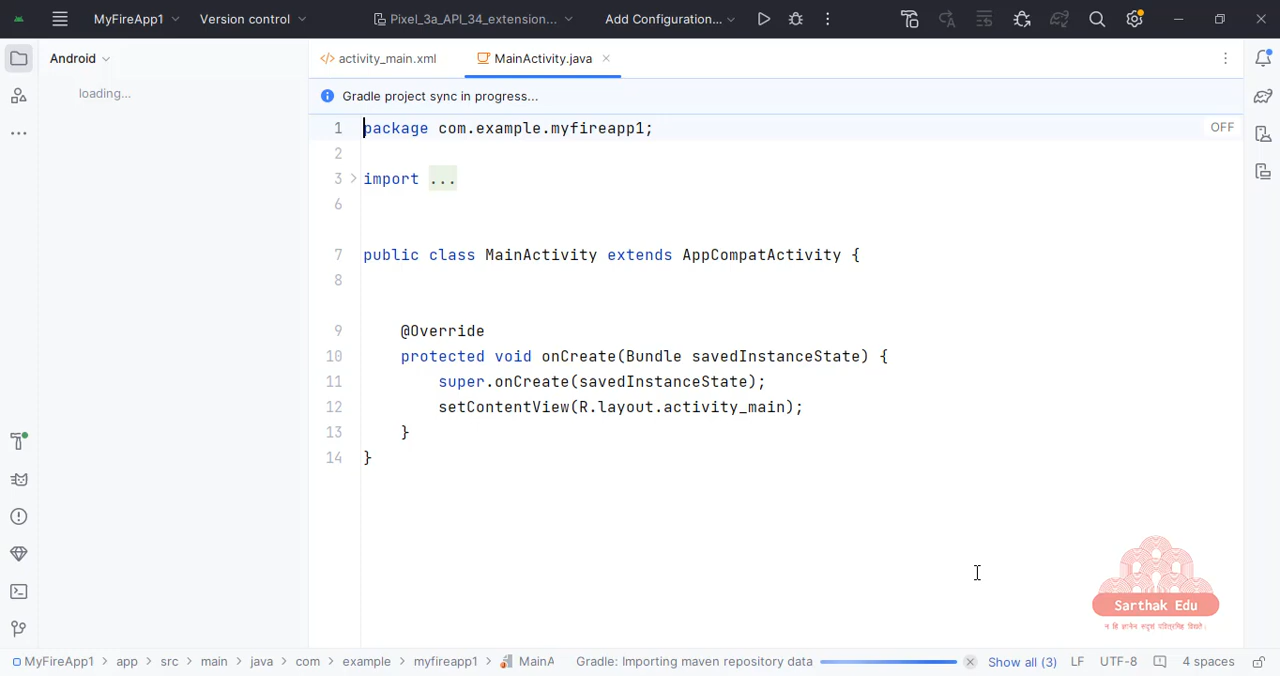 MyFireApp1 Version control Pixel_3a_API_34_extension... Add Configuration...
Android
loading...
activity_main.xml MainActivity.java
Gradle project sync in progress...
OFF
1 package com.example.myfireapp1;
2
3 import ...
6
7 public class MainActivity extends AppCompatActivity {
8
9 @Override
10 protected void onCreate(Bundle savedInstanceState) {
11 super.onCreate(savedInstanceState);
12 setContentView(R.layout.activity_main);
13 }
14 }
Sarthak Edu
MyFireApp1 > app > src > main > java > com > example > myfireapp1 > MainA Gradle: Importing maven repository data Show all (3) LF UTF-8 4 spaces